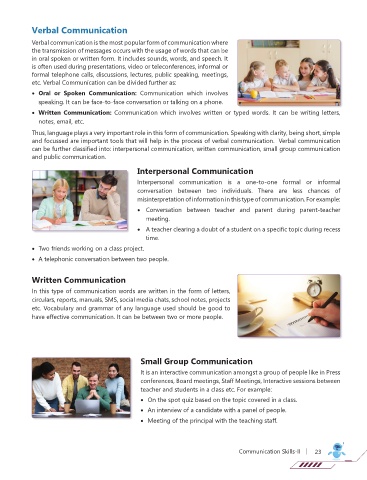 Verbal Communication
Verbal communication is the most popular form of communication where
the transmission of messages occurs with the usage of words that can be
in oral spoken or written form. It includes sounds, words, and speech. It
is often used during presentations, video or teleconferences, informal or
formal telephone calls, discussions, lectures, public speaking, meetings,
etc. Verbal Communication can be divided further as:
• Oral or Spoken Communication: Communication which involves
speaking. It can be face-to-face conversation or talking on a phone.
• Written Communication: Communication which involves written or typed words. It can be writing letters,
notes, email, etc.
Thus, language plays a very important role in this form of communication. Speaking with clarity, being short, simple
and focussed are important tools that will help in the process of verbal communication. Verbal communication
can be further classified into: interpersonal communication, written communication, small group communication
and public communication.
Interpersonal Communication
Interpersonal communication is a one-to-one formal or informal
conversation between two individuals. There are less chances of
misinterpretation of information in this type of communication. For example:
• Conversation between teacher and parent during parent-teacher
meeting.
• A teacher clearing a doubt of a student on a specific topic during recess
time.
• Two friends working on a class project.
• A telephonic conversation between two people.
Written Communication
In this type of communication words are written in the form of letters,
circulars, reports, manuals, SMS, social media chats, school notes, projects
etc. Vocabulary and grammar of any language used should be good to
have effective communication. It can be between two or more people.
Small Group Communication
It is an interactive communication amongst a group of people like in Press
conferences, Board meetings, Staff Meetings, Interactive sessions between
teacher and students in a class etc. For example:
• On the spot quiz based on the topic covered in a class.
• An interview of a candidate with a panel of people.
• Meeting of the principal with the teaching staff.
Communication Skills-II | 23